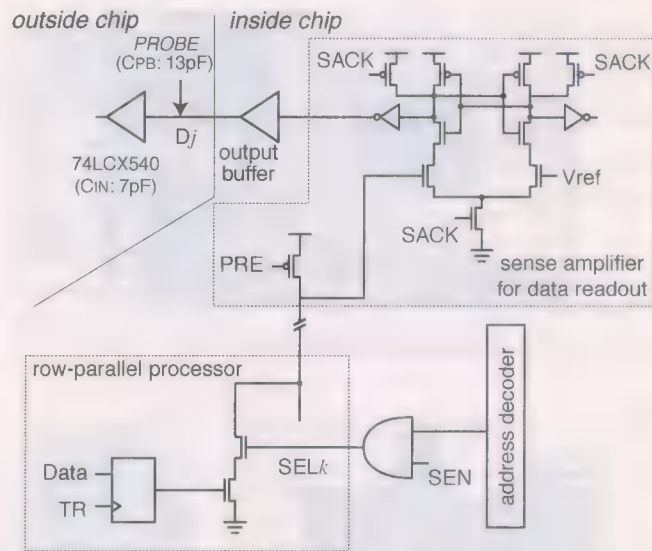 outside chip
inside chip
PROBE
(CPB: 13pF)
SACK
SACK
Dj
output
buffer
74LCX540
(CIN: 7pF)
Vref
SACK
PRE
sense amplifier
for data readout
row-parallel processor
address decoder
Data
SELk
SEN
TR